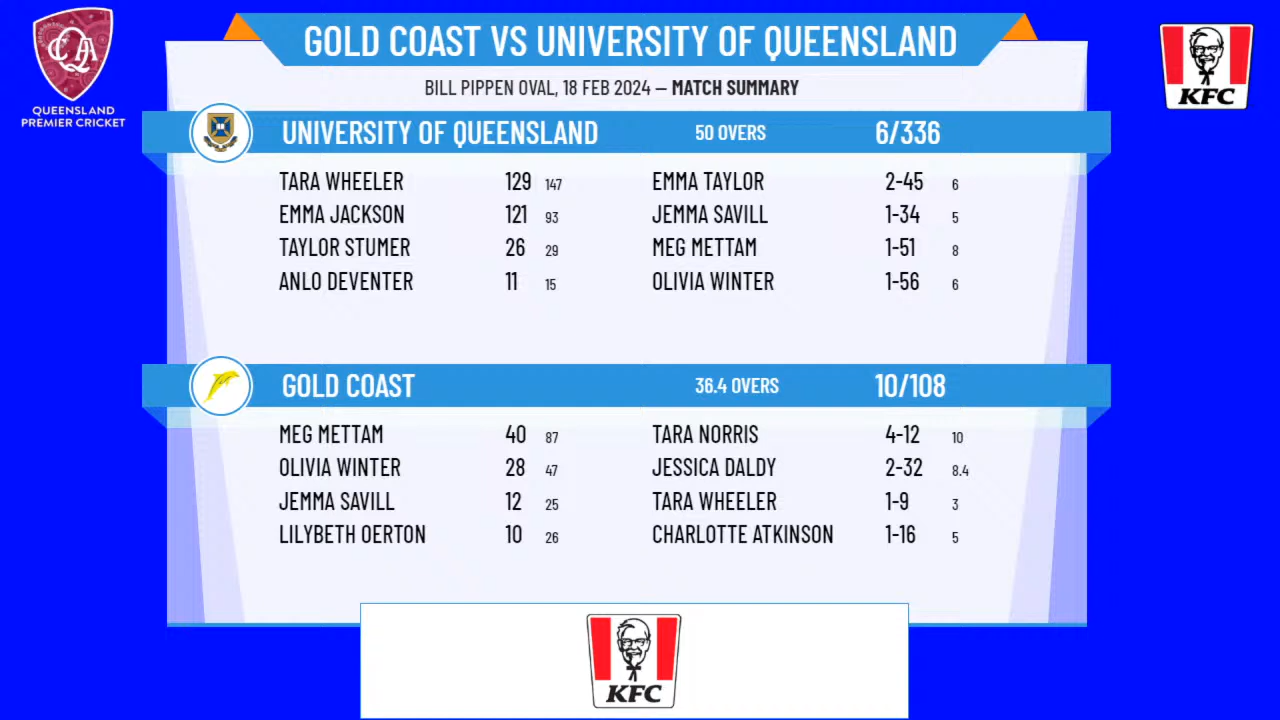 GOLD COAST VS UNIVERSITY OF QUEENSLAND
QA
QUEENSLAND
PREMIER CRICKET
KFC
BILL PIPPEN OVAL, 18 FEB 2024 – MATCH SUMMARY
UNIVERSITY OF QUEENSLAND 50 OVERS 6/336
TARA WHEELER 129 147 EMMA TAYLOR 2-45 6
EMMA JACKSON 121 93 JEMMA SAVILL 1-34 5
TAYLOR STUMER 26 29 MEG METTAM 1-51 8
ANLO DEVENTER 11 15 OLIVIA WINTER 1-56 6
GOLD COAST 36.4 OVERS 10/108
MEG METTAM 40 87 TARA NORRIS 4-12 10
OLIVIA WINTER 28 47 JESSICA DALDY 2-32 8.4
JEMMA SAVILL 12 25 TARA WHEELER 1-9 3
LILYBETH OERTON 10 26 CHARLOTTE ATKINSON 1-16 5
KFC